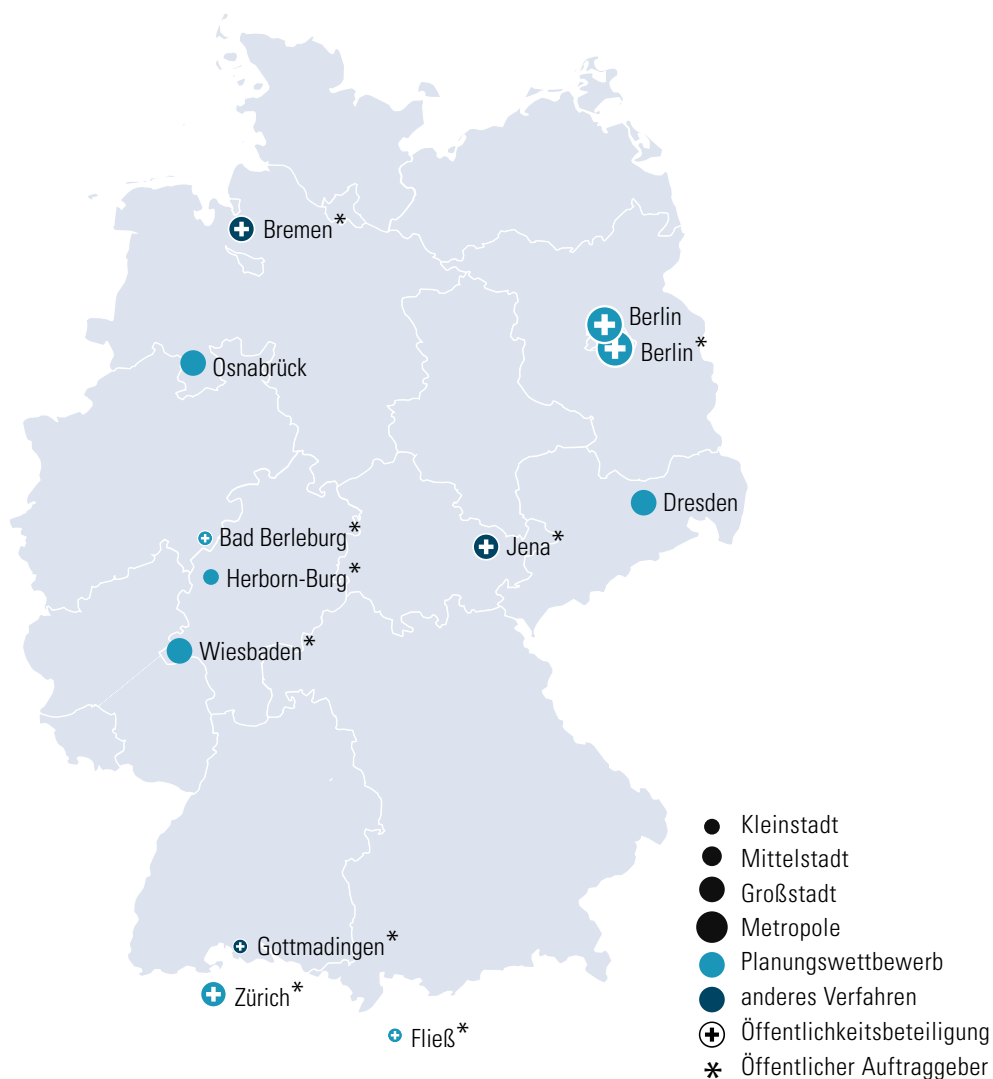 Bremen*
Berlin
Berlin*
Osnabrück
Dresden
Bad Berleburg*
Jena*
Herborn-Burg*
Wiesbaden*
Gottmadingen*
Zürich*
Fließ*
Kleinstadt
Mittelstadt
Großstadt
Metropole
Planungswettbewerb
anderes Verfahren
Öffentlichkeitsbeteiligung
* Öffentlicher Auftraggeber